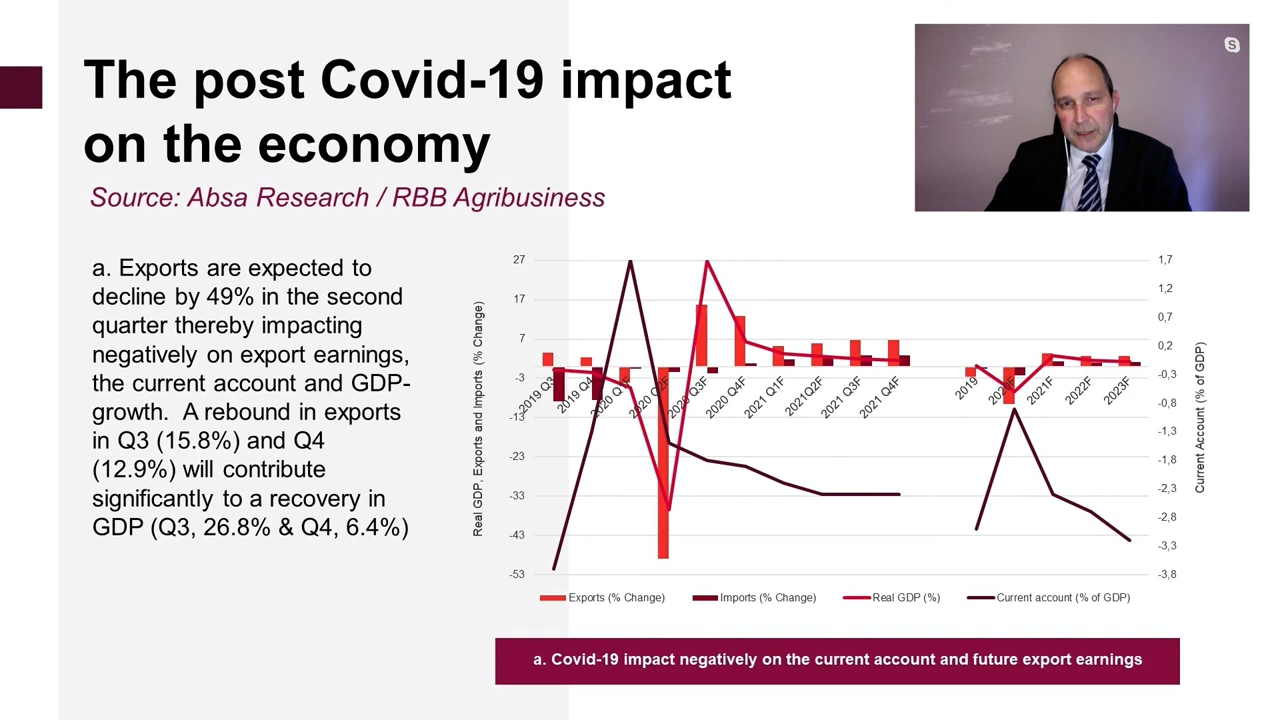 The post Covid-19 impact
on the economy
Source: Absa Research / RBB Agribusiness
S
a. Exports are expected to
decline by 49% in the second
quarter thereby impacting
negatively on export earnings,
the current account and GDP-
growth. A rebound in exports
in Q3 (15.8%) and Q4
(12.9%) will contribute
significantly to a recovery in
GDP (Q3, 26.8% & Q4, 6.4%)
Real GDP, Exports and Imports (% Change)
27
17
7
-3
-13
-23
-33
-43
-53
2019 Q3
2019 Q4
2020 Q1F
2020 Q2F
2020 Q3F
2020 Q4F
2021 Q1F
2021Q2F
2021 Q3F
2021 Q4F
2019
2020F
2021F
2022F
2023F
1,7
1,2
0,7
0,2
-0,3
-0,8
-1,3
-1,8
-2,3
-2,8
-3,3
-3,8
Current Account (% of GDP)
Exports (% Change)
Imports (% Change)
Real GDP (%)
Current account (% of GDP)
a. Covid-19 impact negatively on the current account and future export earnings